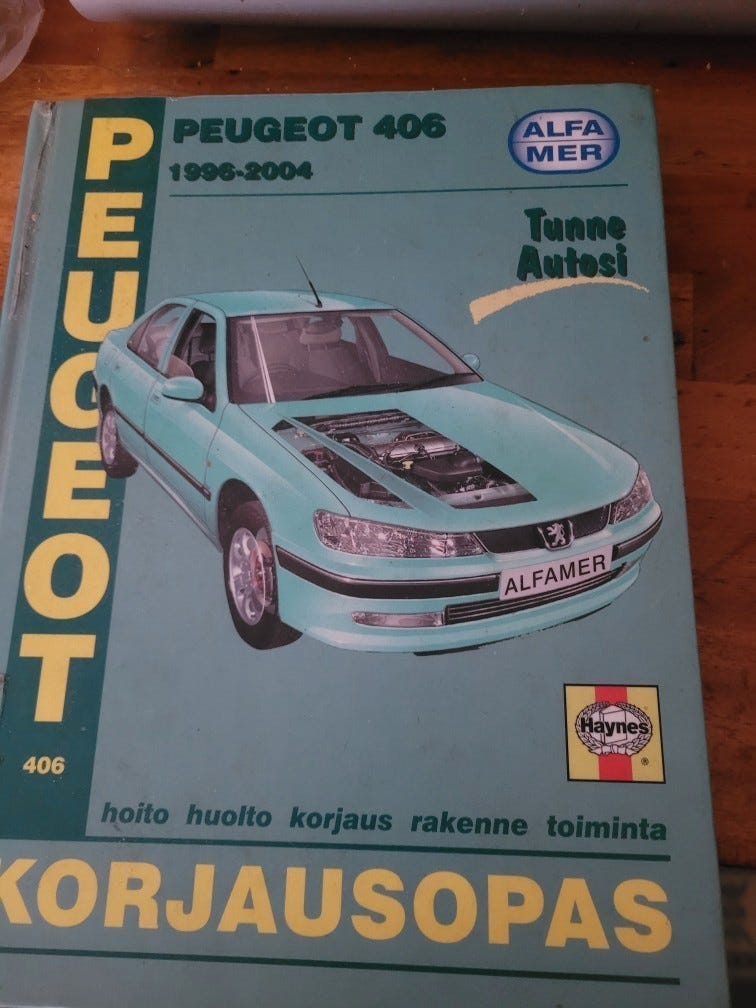 PEUGEOT
406
PEUGEOT 406
1996-2004
ALFA
MER
Tunne
Autosi
ALFAMER
Haynes
®
hoito huolto korjaus rakenne toiminta
KORJAUSOPAS